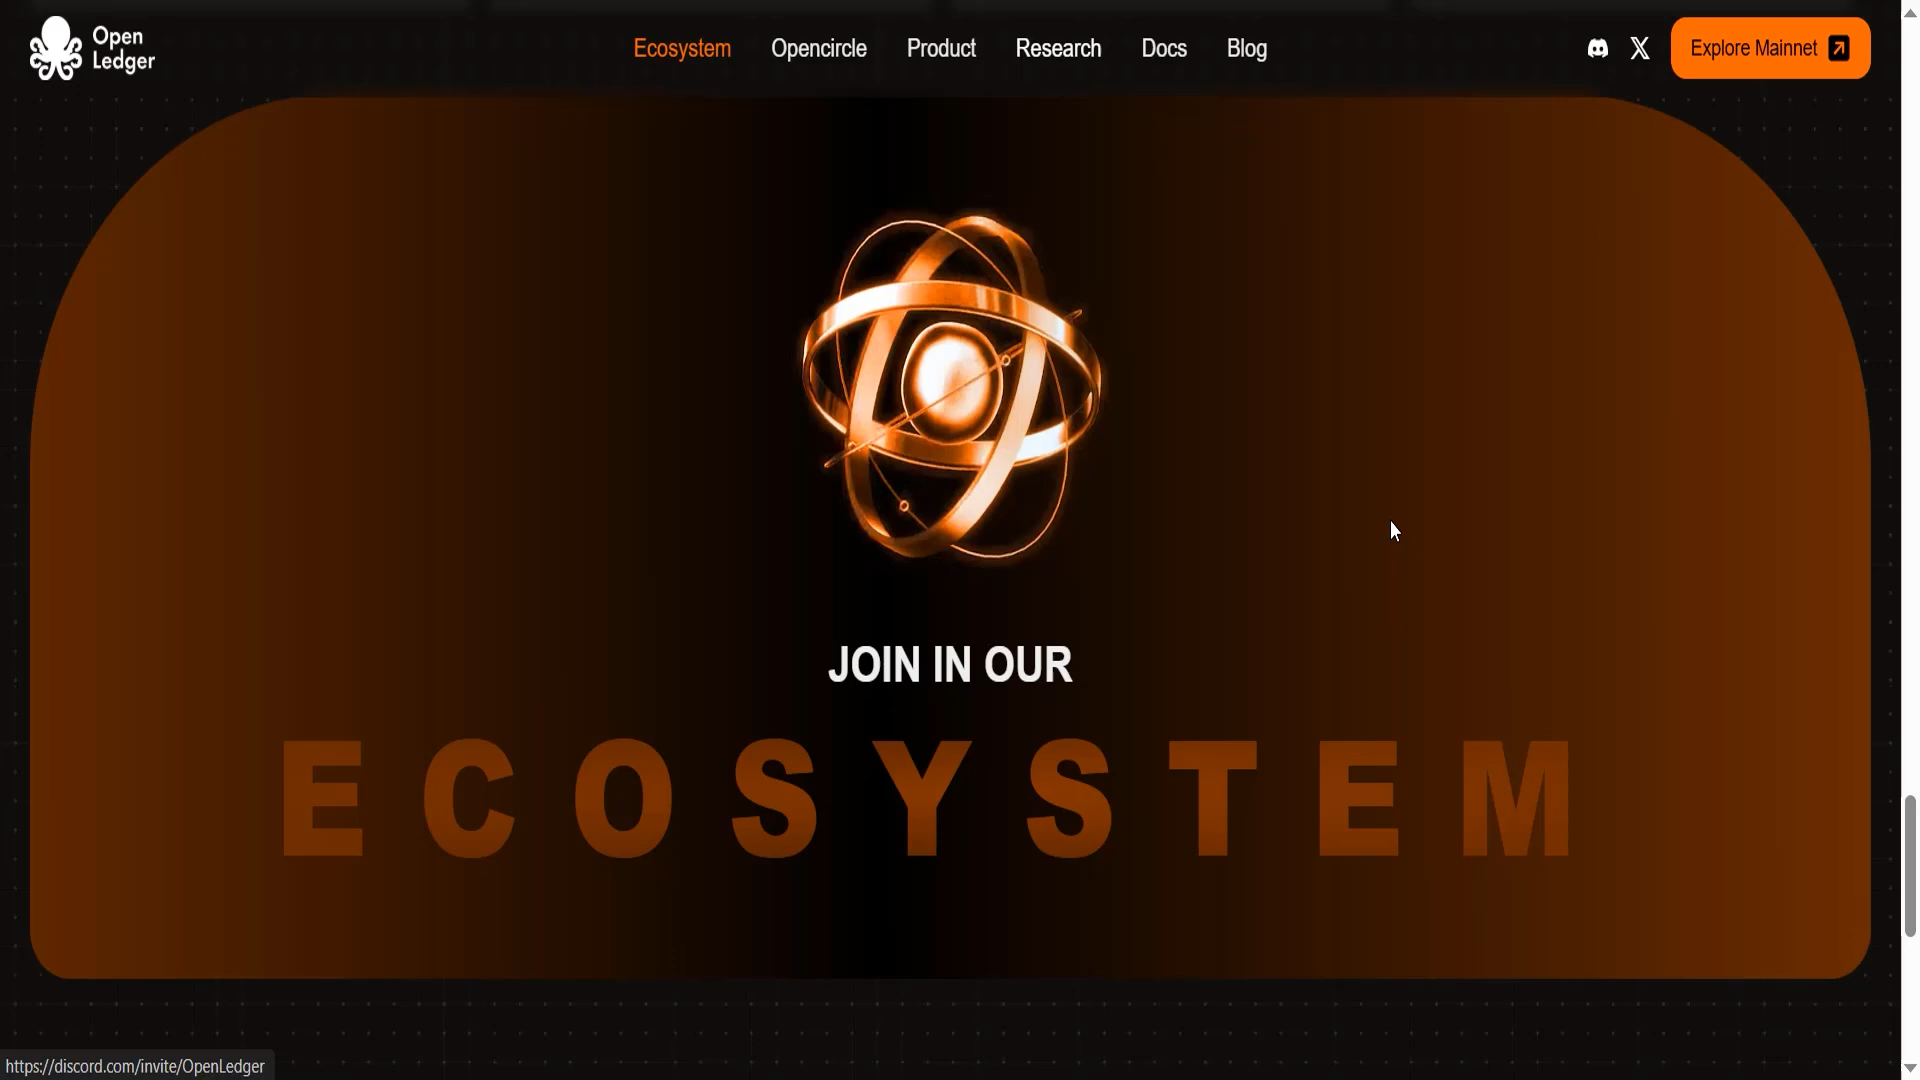 Open
Ledger
Ecosystem
Opencircle
Product
Research
Docs
Blog
Explore Mainnet
JOIN IN OUR
ECOSYSTEM
https://discord.com/invite/OpenLedger